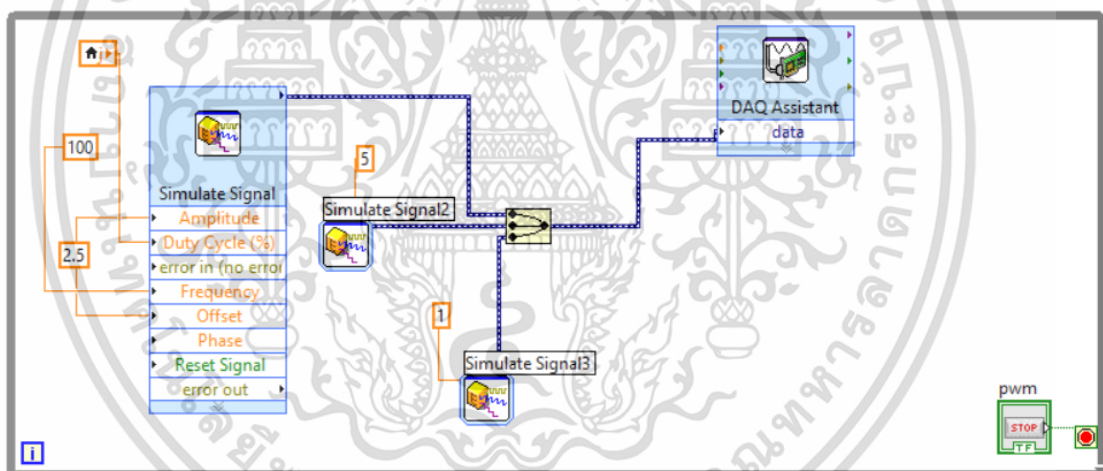 100
Simulate Signal
Amplitude
Duty Cycle (%)
error in (no error
Frequency
Offset
Phase
Reset Signal
error out
2.5
5
Simulate Signal2
1
Simulate Signal3
DAQ Assistant
data
pwm
STOP
TF
i